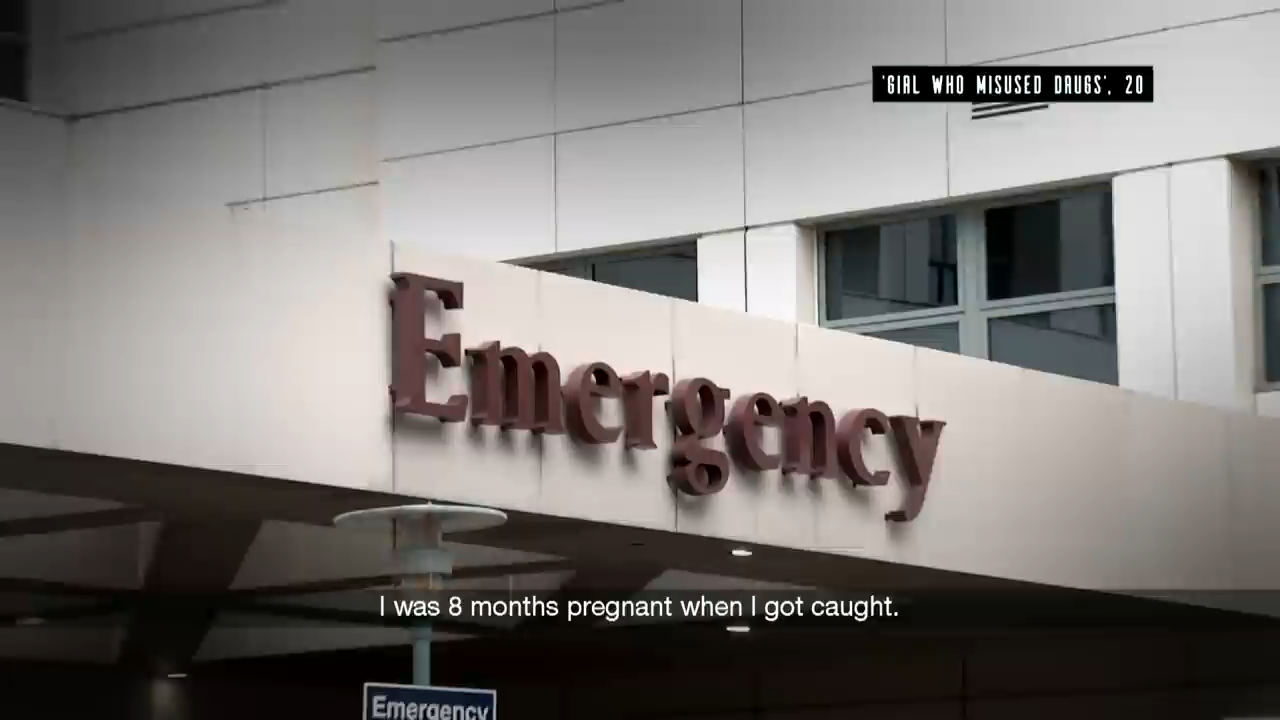 'GIRL WHO MISUSED DRUGS', 20
Emergency
I was 8 months pregnant when I got caught.
Emergency